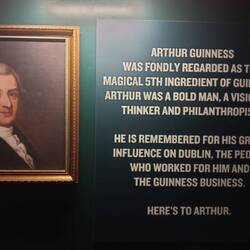 ARTHUR GUINNESS
WAS FONDLY REGARDED AS T
MAGICAL 5TH INGREDIENT OF GUI
ARTHUR WAS A BOLD MAN, A VISIO
THINKER AND PHILANTHROPIS
HE IS REMEMBERED FOR HIS GR
INFLUENCE ON DUBLIN, THE PEO
WHO WORKED FOR HIM AND
THE GUINNESS BUSINESS.
HERE'S TO ARTHUR.